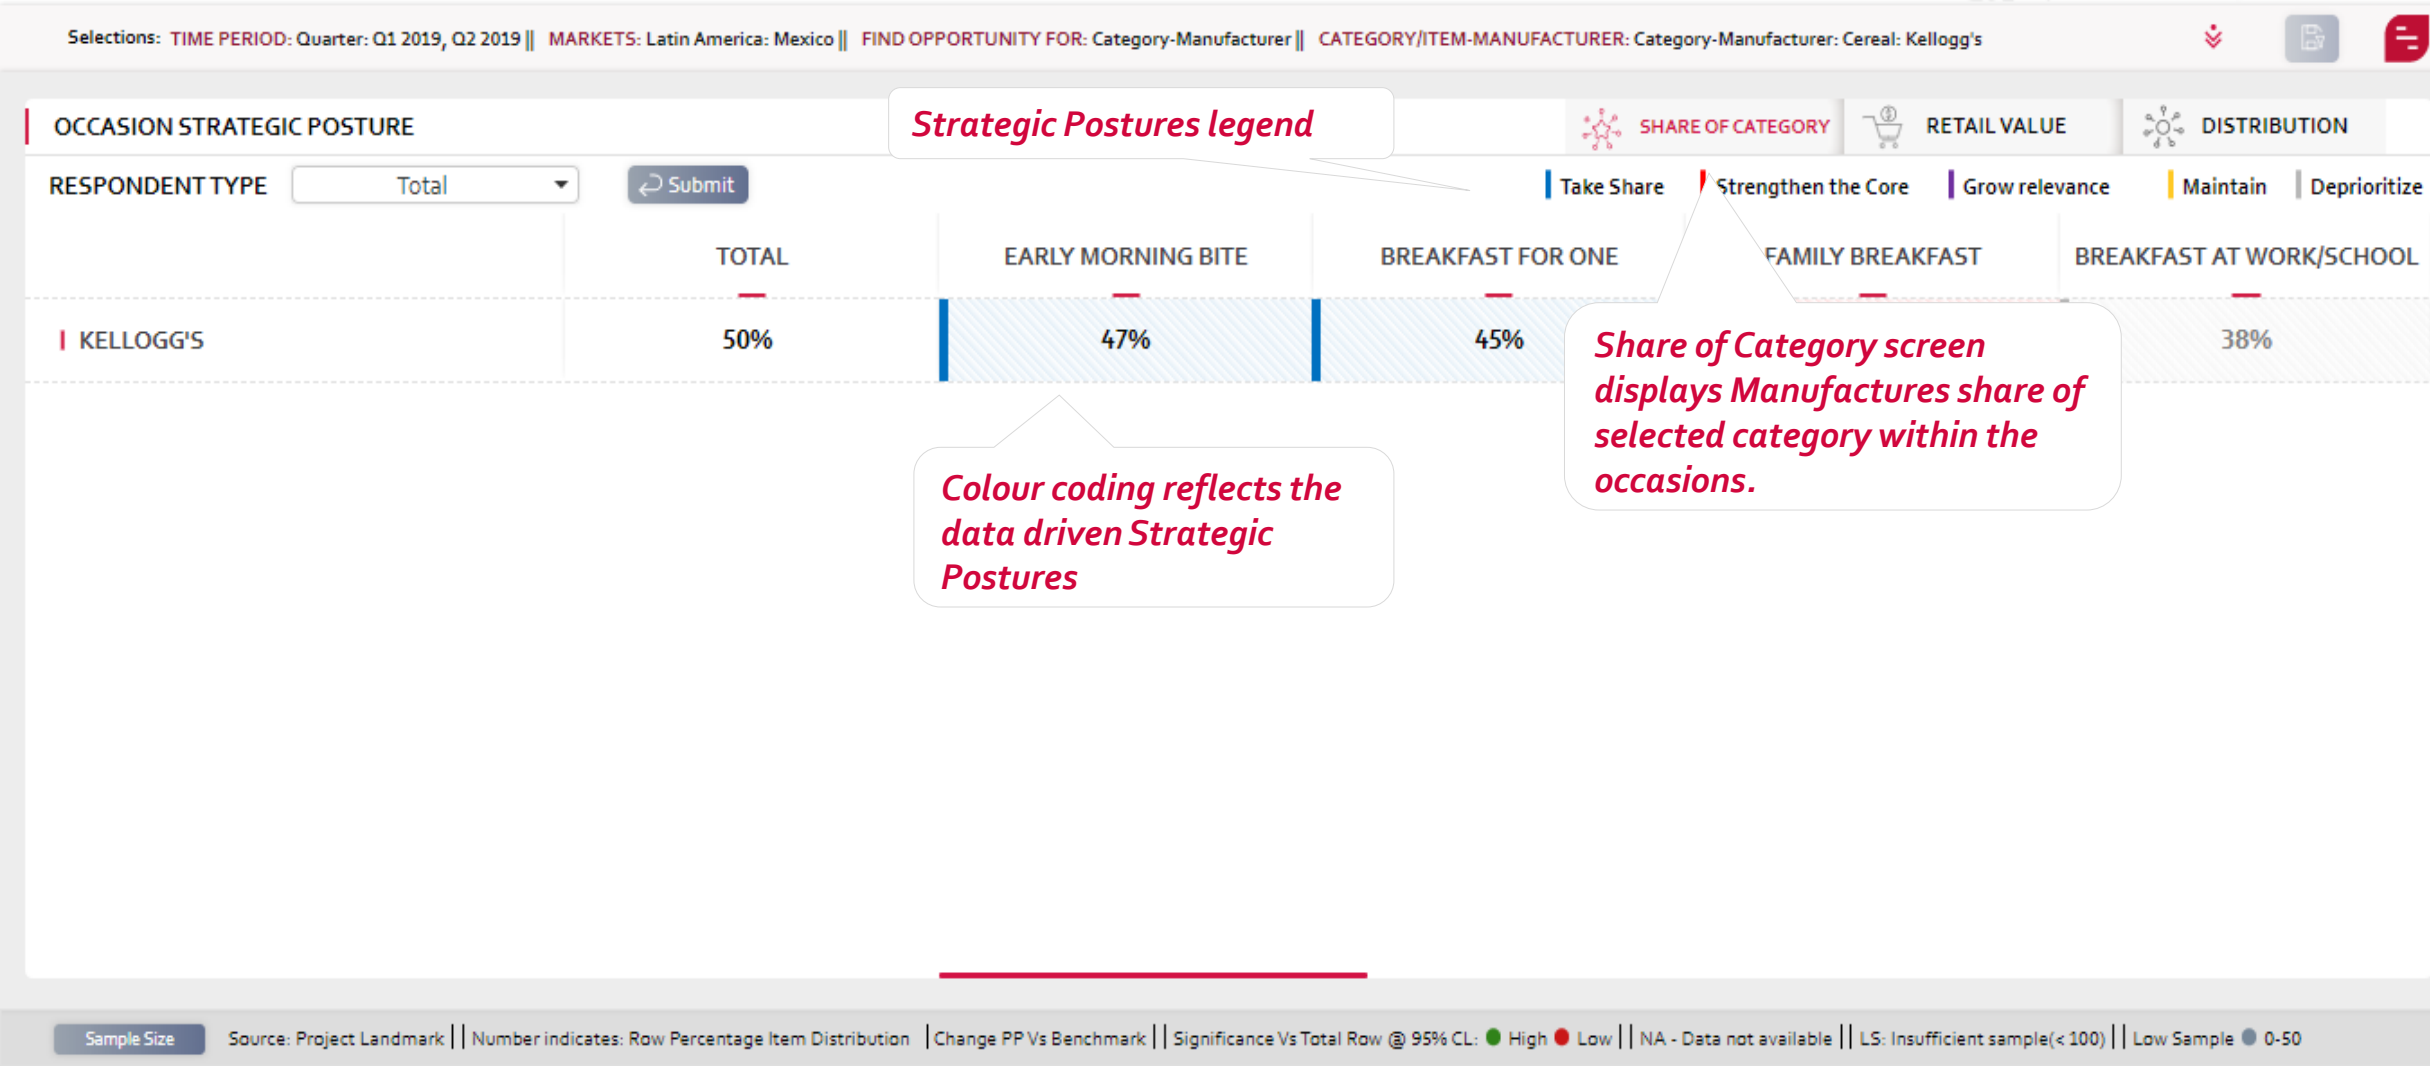 Selections: TIME PERIOD: Quarter: Q1 2019, Q2 2019 || MARKETS: Latin America: Mexico || FIND OPPORTUNITY FOR: Category-Manufacturer || CATEGORY/ITEM-MANUFACTURER: Category-Manufacturer: Cereal: Kellogg's
OCCASION STRATEGIC POSTURE
Strategic Postures legend
SHARE OF CATEGORY RETAIL VALUE DISTRIBUTION
RESPONDENT TYPE Total Submit
Take Share Strengthen the Core Grow relevance Maintain Deprioritize
TOTAL EARLY MORNING BITE BREAKFAST FOR ONE FAMILY BREAKFAST BREAKFAST AT WORK/SCHOOL
KELLOGG'S 50% 47% 45% 38%
Share of Category screen
displays Manufactures share of
selected category within the
occasions.
Colour coding reflects the
data driven Strategic
Postures
Sample Size Source: Project Landmark || Number indicates: Row Percentage Item Distribution | Change PP Vs Benchmark || Significance Vs Total Row @ 95% CL: High Low || NA - Data not available || LS: Insufficient sample(< 100) || Low Sample 0-50